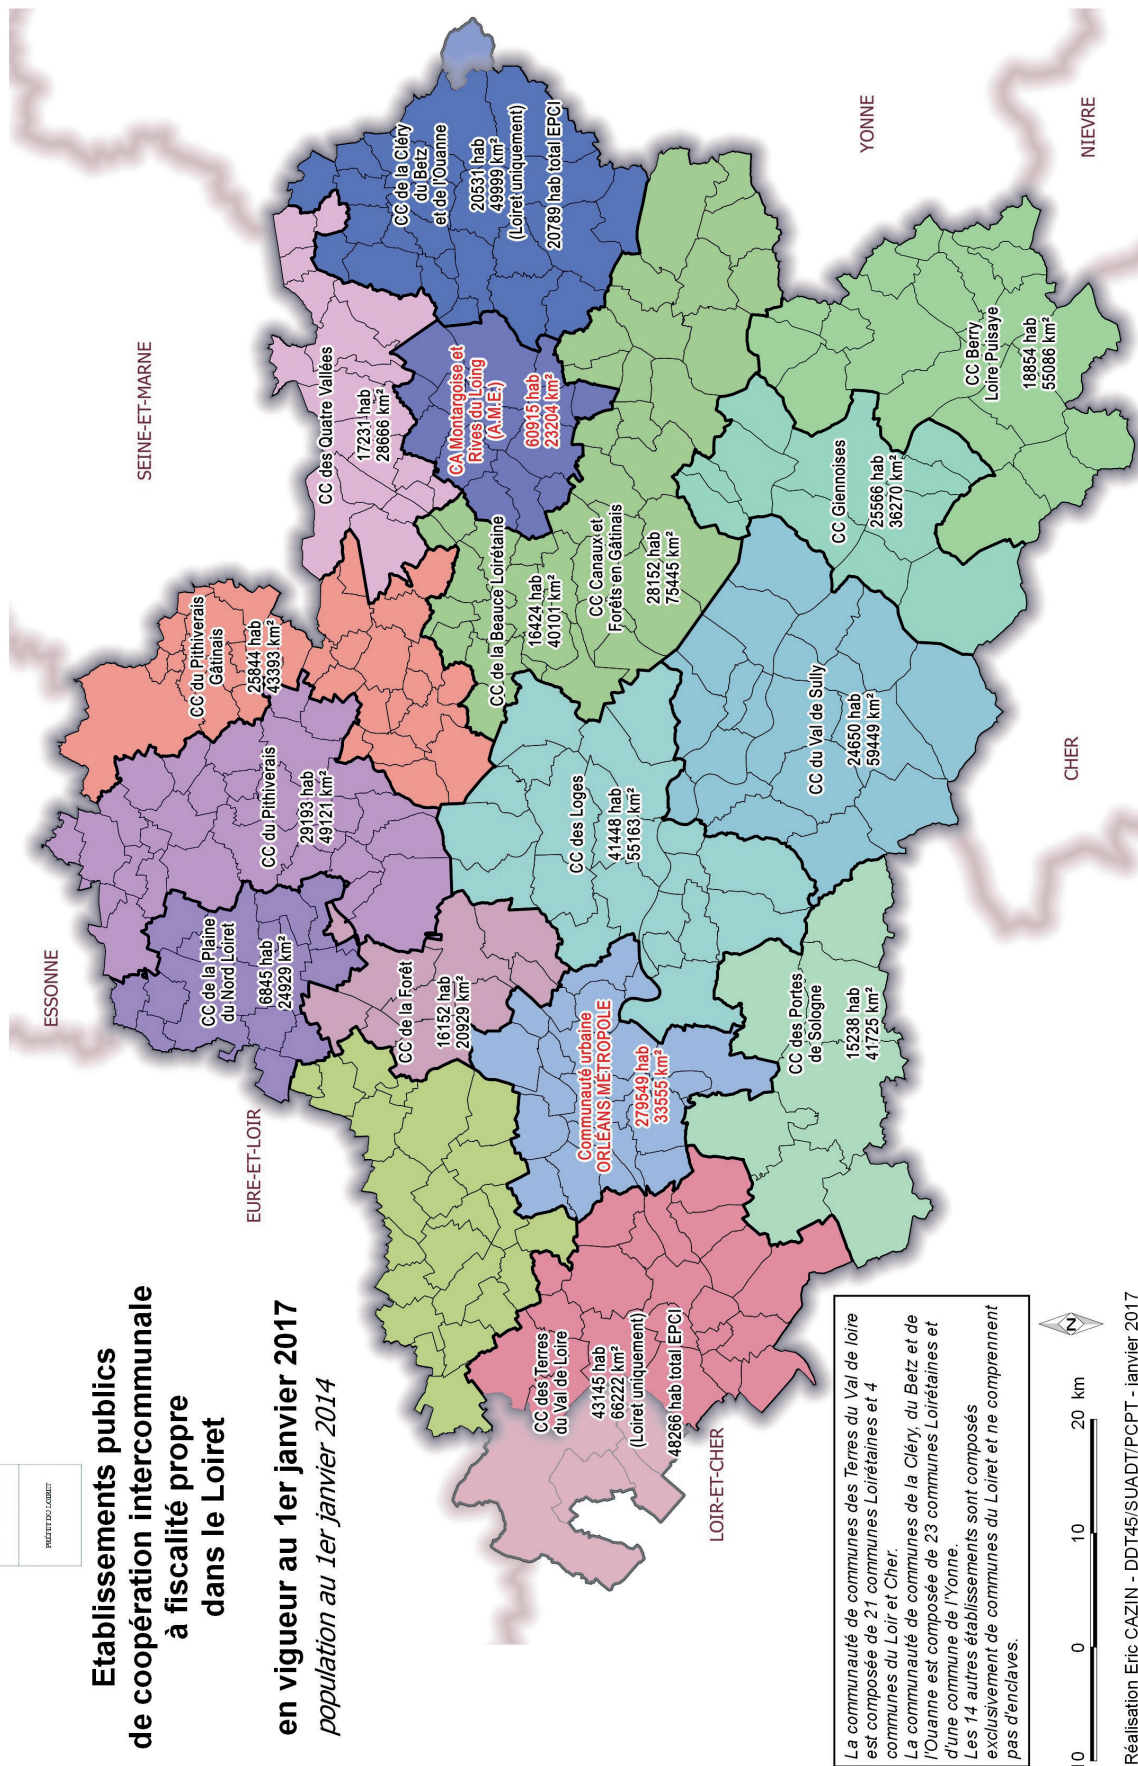 PRÉFET DU LOIRET
Etablissements publics
de coopération intercommunale
à fiscalité propre
dans le Loiret
en vigueur au 1er janvier 2017
population au 1er janvier 2014
ESSONNE
SEINE-ET-MARNE
EURE-ET-LOIR
YONNE
NIEVRE
CHER
LOIR-ET-CHER
CC de la Plaine
du Nord Loiret
6845 hab
24929 km²
CC du Pithiverais
29193 hab
49121 km²
CC du Pithiverais
Gâtinais
25844 hab
43393 km²
CC des Quatre Vallées
17231 hab
28666 km²
CC de la Cléry
du Betz
et de l'Ouanne
20531 hab
49999 km²
(Loiret uniquement)
20789 hab total EPCI
CA Montargoise et
Rives du Loing
(A.M.E.)
60915 hab
23204 km²
CC de la Forêt
16152 hab
20929 km²
CC de la Beauce Loirétaine
16424 hab
40101 km²
CC Canaux et
Forêts en Gâtinais
28152 hab
75445 km²
CC des Loges
41448 hab
55163 km²
Communauté urbaine
ORLÉANS MÉTROPOLE
279549 hab
33555 km²
CC des Terres
du Val de Loire
43145 hab
66222 km²
(Loiret uniquement)
48266 hab total EPCI
CC des Portes
de Sologne
15238 hab
41725 km²
CC du Val de Sully
24650 hab
59449 km²
CC Giennoises
25566 hab
36270 km²
CC Berry
Loire Puisaye
18854 hab
55086 km²
La communauté de communes des Terres du Val de loire
est composée de 21 communes Loirétaines et 4
communes du Loir et Cher.
La communauté de communes de la Cléry, du Betz et de
l'Ouanne est composée de 23 communes Loirétaines et
d'une commune de l'Yonne.
Les 14 autres établissements sont composés
exclusivement de communes du Loiret et ne comprennent
pas d'enclaves.
N
10 0 10 20 km
Réalisation Eric CAZIN - DDT45/SUADT/PCPT - janvier 2017